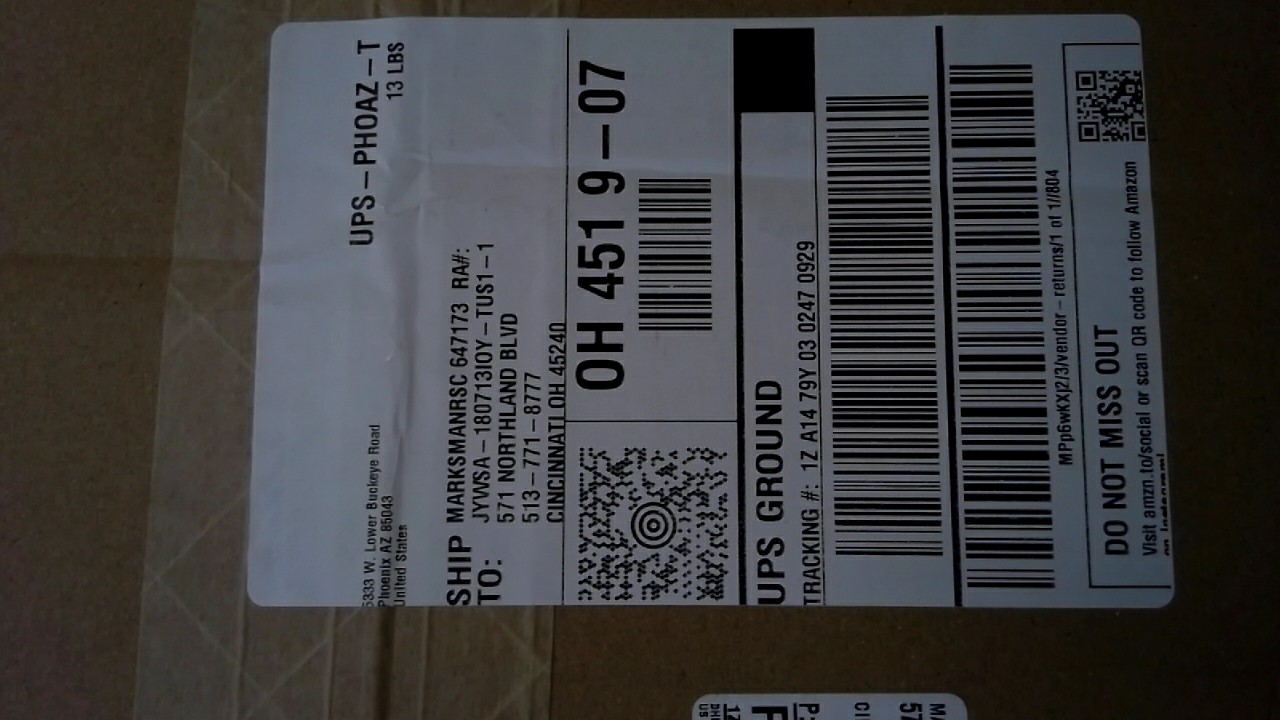 UPS-PHOAZ-T
13 LBS
5333 W. Lower Buckeye Road
Phoenix AZ 85043
United States
SHIP TO:
MARKSMANRSC 647173 RA#:
JYWSA-180713IOY-TUS1-1
571 NORTHLAND BLVD
513-771-8777
CINCINNATI OH 45240
OH 451 9-07
UPS GROUND
TRACKING #: 1Z A14 79Y 03 0247 0929
MPp6wKXj2/3/vendor-returns/1 of 1//804
DO NOT MISS OUT
Visit amzn.to/social or scan QR code to follow Amazon
on Instagram!
1Z